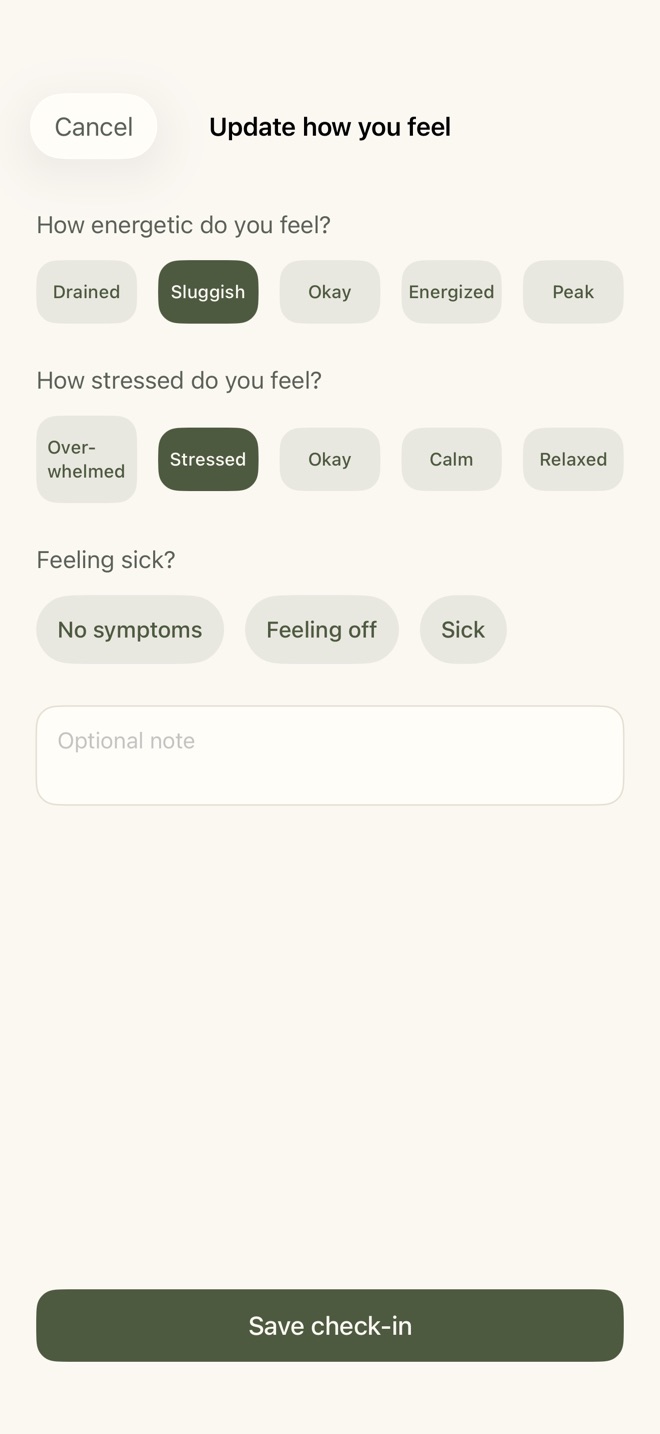 Cancel
Update how you feel
How energetic do you feel?
Drained Sluggish Okay Energized Peak
How stressed do you feel?
Over-
whelmed Stressed Okay Calm Relaxed
Feeling sick?
No symptoms Feeling off Sick
Optional note
Save check-in